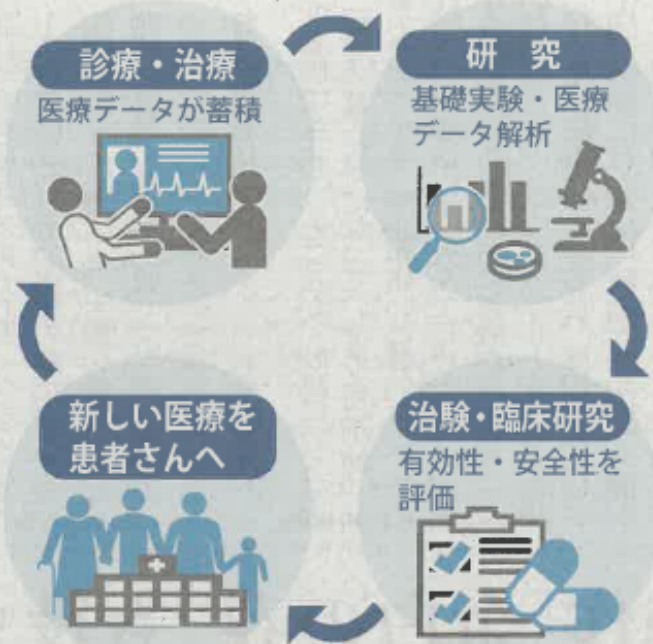 診療・治療
医療データが蓄積
研 究
基礎実験・医療
データ解析
治験・臨床研究
有効性・安全性を
評価
新しい医療を
患者さんへ